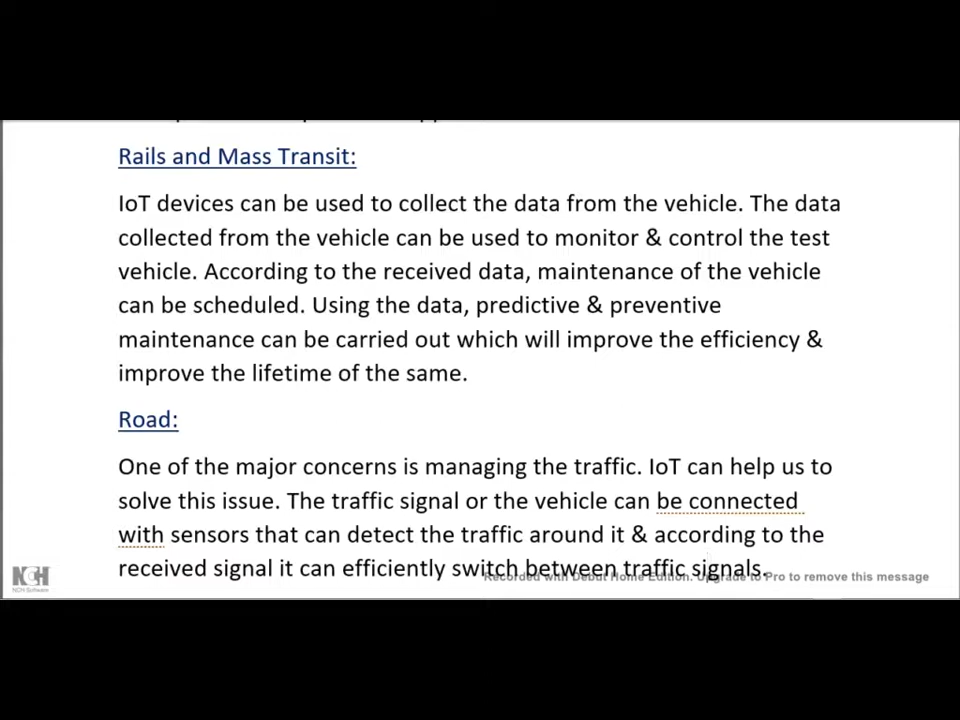 Rails and Mass Transit:
IoT devices can be used to collect the data from the vehicle. The data
collected from the vehicle can be used to monitor & control the test
vehicle. According to the received data, maintenance of the vehicle
can be scheduled. Using the data, predictive & preventive
maintenance can be carried out which will improve the efficiency &
improve the lifetime of the same.
Road:
One of the major concerns is managing the traffic. IoT can help us to
solve this issue. The traffic signal or the vehicle can be connected
with sensors that can detect the traffic around it & according to the
received signal it can efficiently switch between traffic signals.
NCH
NCH Software
Recorded with Debut Home Edition. Upgrade to Pro to remove this message